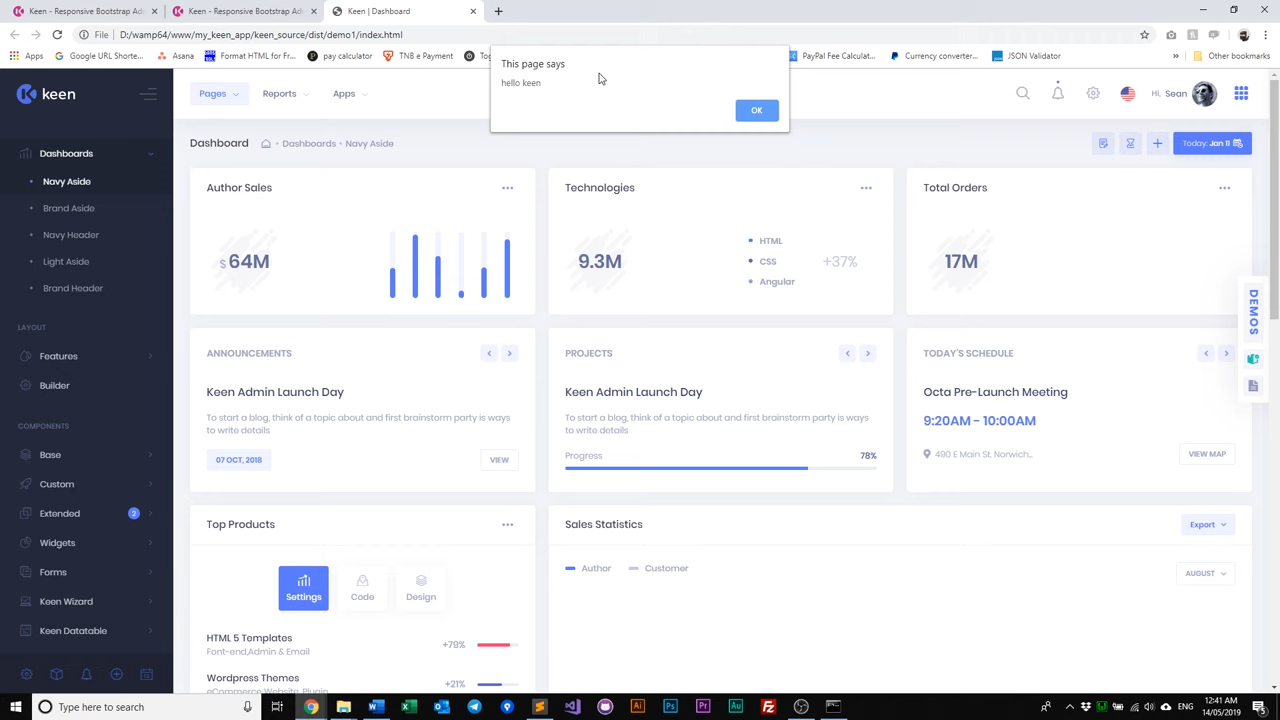 Keen - Responsive Bootstrap Adm
Keen - Responsive Bootstrap Adm
Keen | Dashboard
File
D:/wamp64/www/my_keen_app/keen_source/dist/demo1/index.html
Apps
Google URL Shorte...
Asana
Format HTML for Fr...
pay calculator
TNB e Payment
PayPal Fee Calculat...
Currency converter...
JSON Validator
»
Other bookmarks
This page says
hello keen
OK
keen
Pages
Reports
Apps
Hi, Sean
Dashboard
Dashboards
Navy Aside
Today: Jan 11
Dashboards
Navy Aside
Brand Aside
Navy Header
Light Aside
Brand Header
LAYOUT
Features
Builder
COMPONENTS
Base
Custom
Extended
2
Widgets
Forms
Keen Wizard
Keen Datatable
Author Sales
$ 64M
Technologies
9.3M
HTML
CSS
Angular
+37%
Total Orders
17M
DEMOS
ANNOUNCEMENTS
Keen Admin Launch Day
To start a blog, think of a topic about and first brainstorm party is ways
to write details
07 OCT, 2018
VIEW
PROJECTS
Keen Admin Launch Day
To start a blog, think of a topic about and first brainstorm party is ways
to write details
Progress
78%
TODAY'S SCHEDULE
Octa Pre-Launch Meeting
9:20AM - 10:00AM
490 E Main St. Norwich...
VIEW MAP
Top Products
Settings
Code
Design
HTML 5 Templates
Font-end,Admin & Email
+79%
Wordpress Themes
eCommerce Website, Plugin
+21%
Sales Statistics
Export
Author
Customer
AUGUST
Type here to search
12:41 AM
14/05/2019